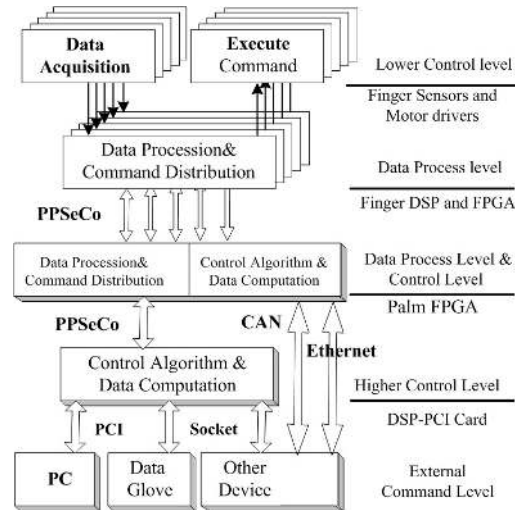 Data
Acquisition
Execute
Command
Lower Control level
Finger Sensors and
Motor drivers
Data Procession&
Command Distribution
Data Process level
PPSeCo
Finger DSP and FPGA
Data Procession&
Command Distribution
Control Algorithm &
Data Computation
Data Process Level &
Control Level
PPSeCo
CAN
Palm FPGA
Ethernet
Control Algorithm &
Data Computation
Higher Control Level
PCI
Socket
DSP-PCI Card
PC
Data
Glove
Other
Device
External
Command Level